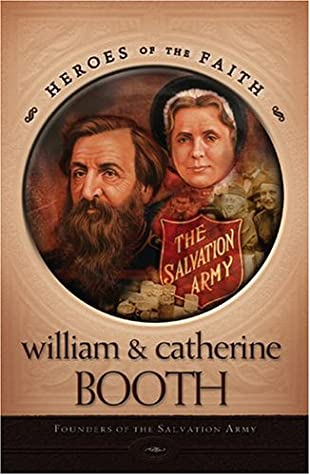 HEROES OF THE FAITH
THE
SALVATION
ARMY
william & catherine
BOOTH
FOUNDERS OF THE SALVATION ARMY